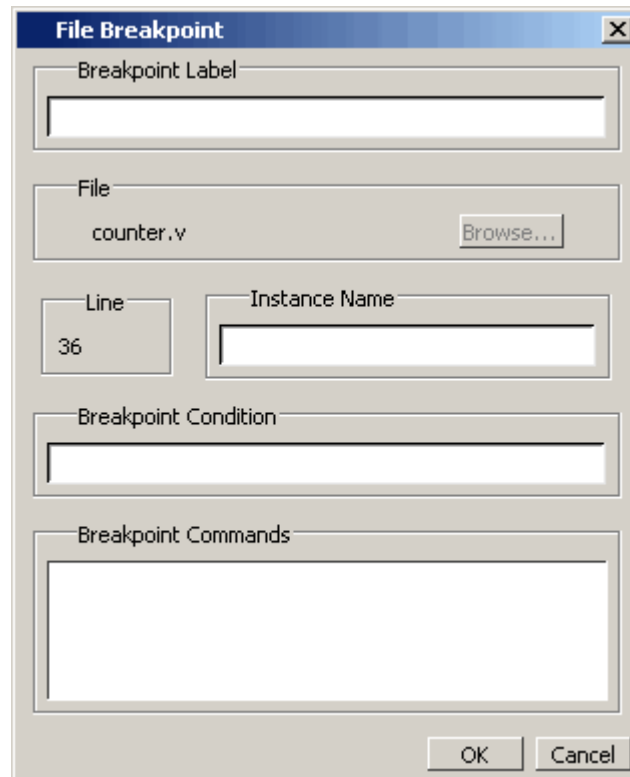 File Breakpoint
Breakpoint Label
File
counter.v
Browse...
Line
36
Instance Name
Breakpoint Condition
Breakpoint Commands
OK
Cancel